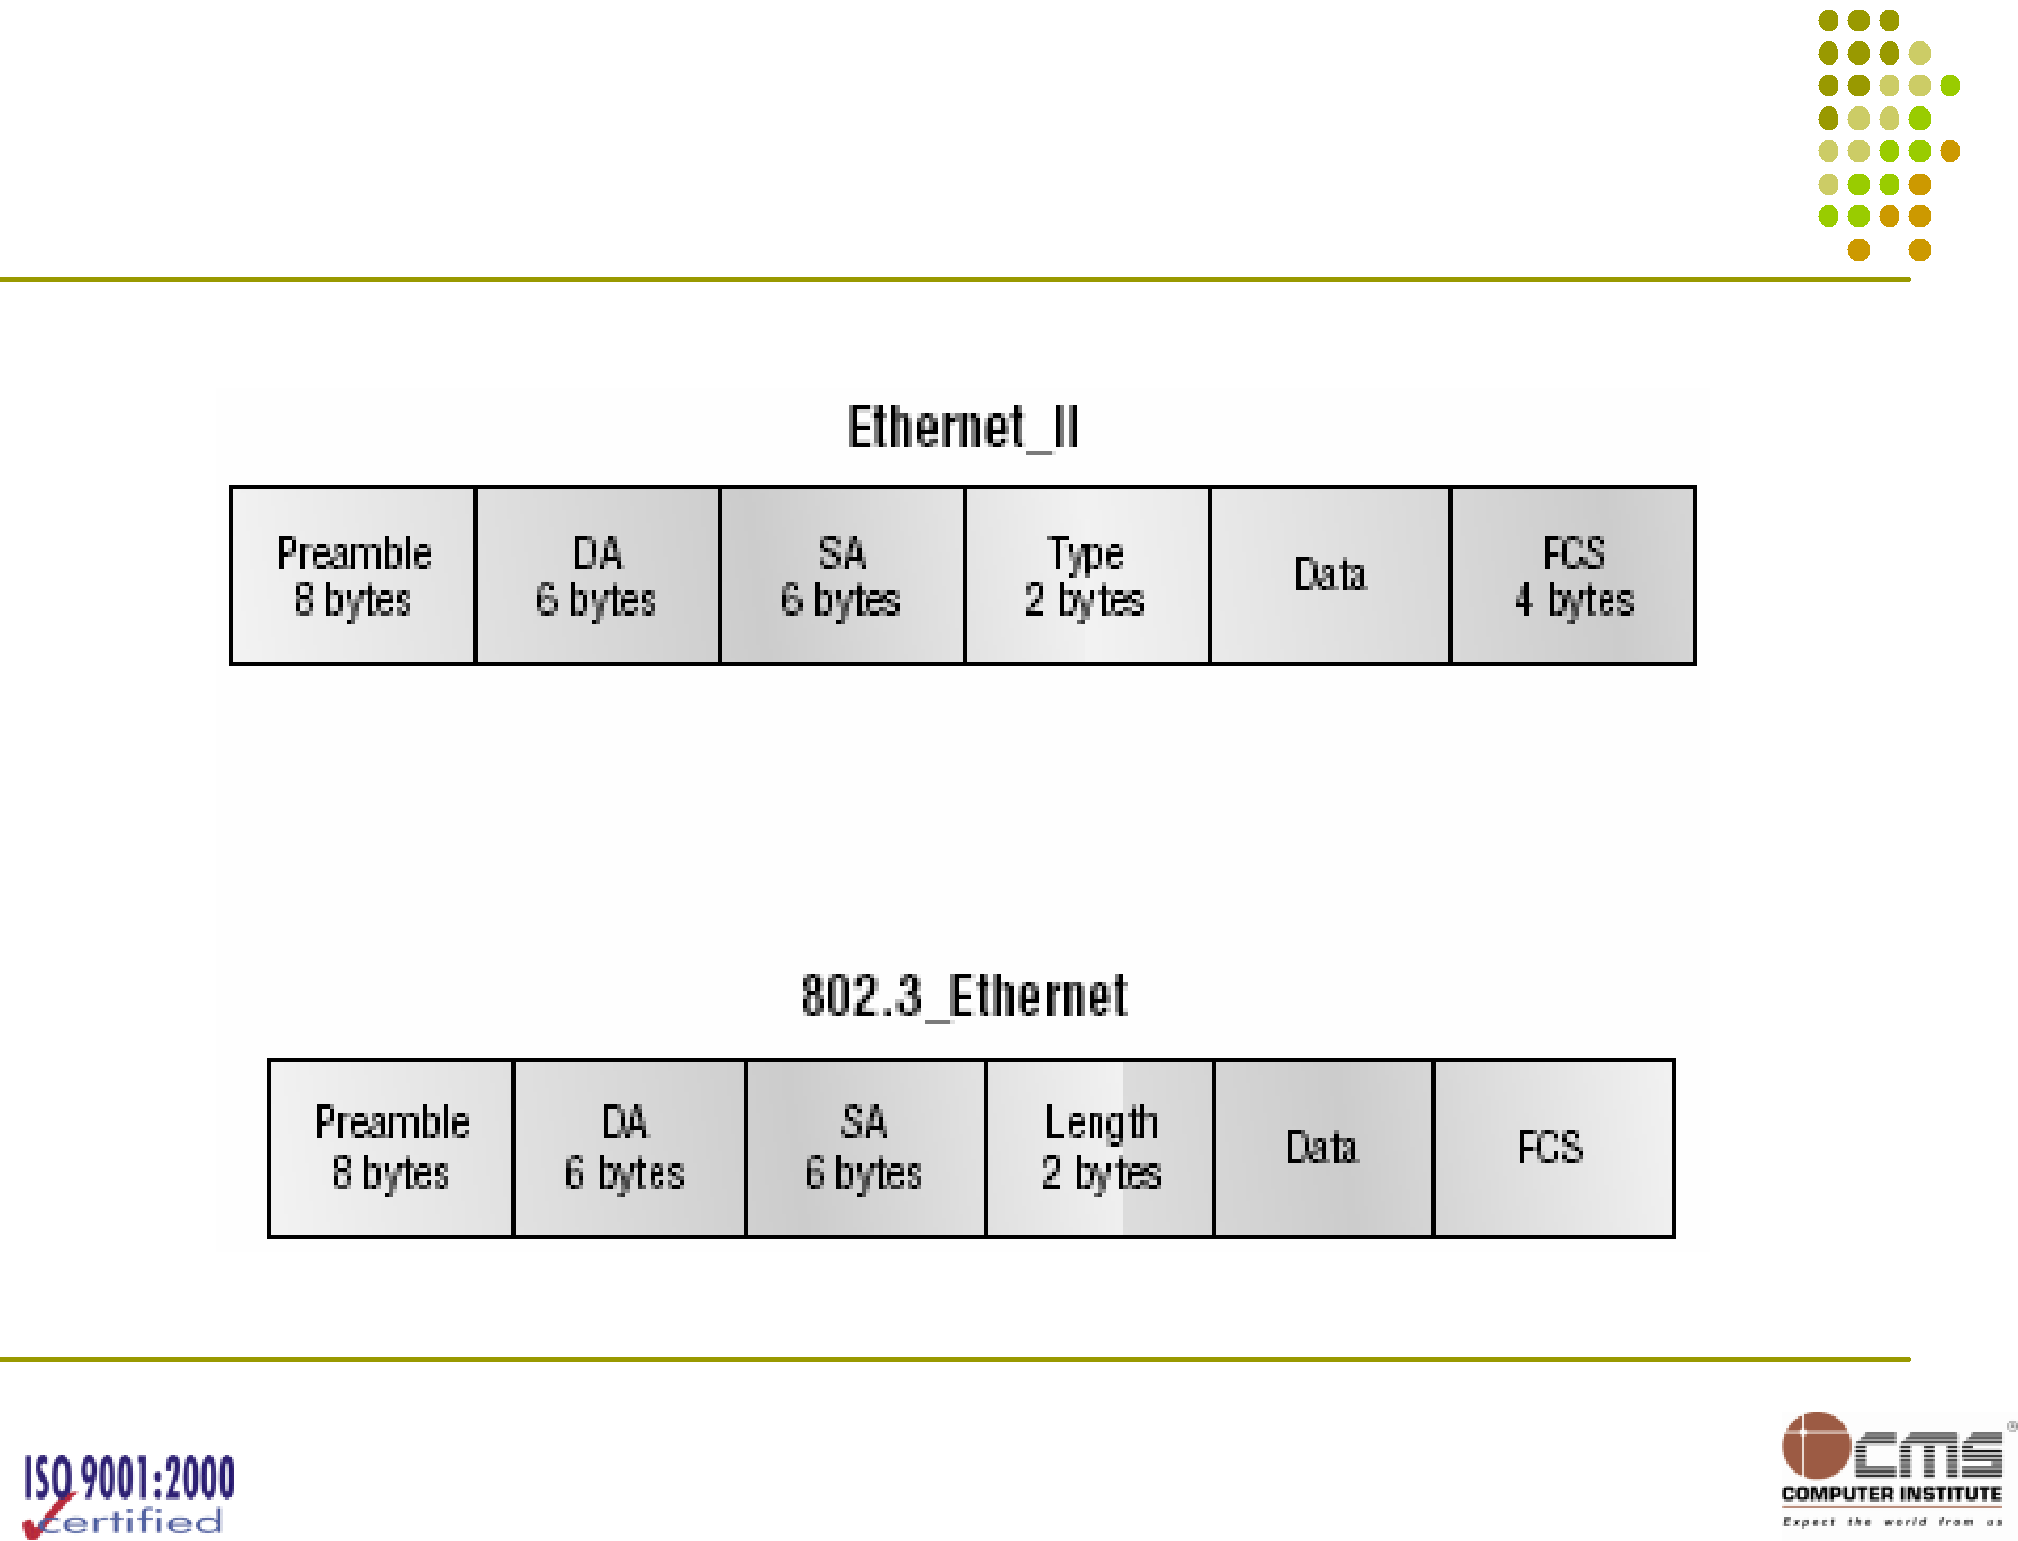 Ethernet_II
Preamble
8 bytes
DA
6 bytes
SA
6 bytes
Type
2 bytes
Data
FCS
4 bytes
802.3_Ethernet
Preamble
8 bytes
DA
6 bytes
SA
6 bytes
Length
2 bytes
Data
FCS
ISO 9001:2000
certified
CMS®
COMPUTER INSTITUTE
Expect the world from us